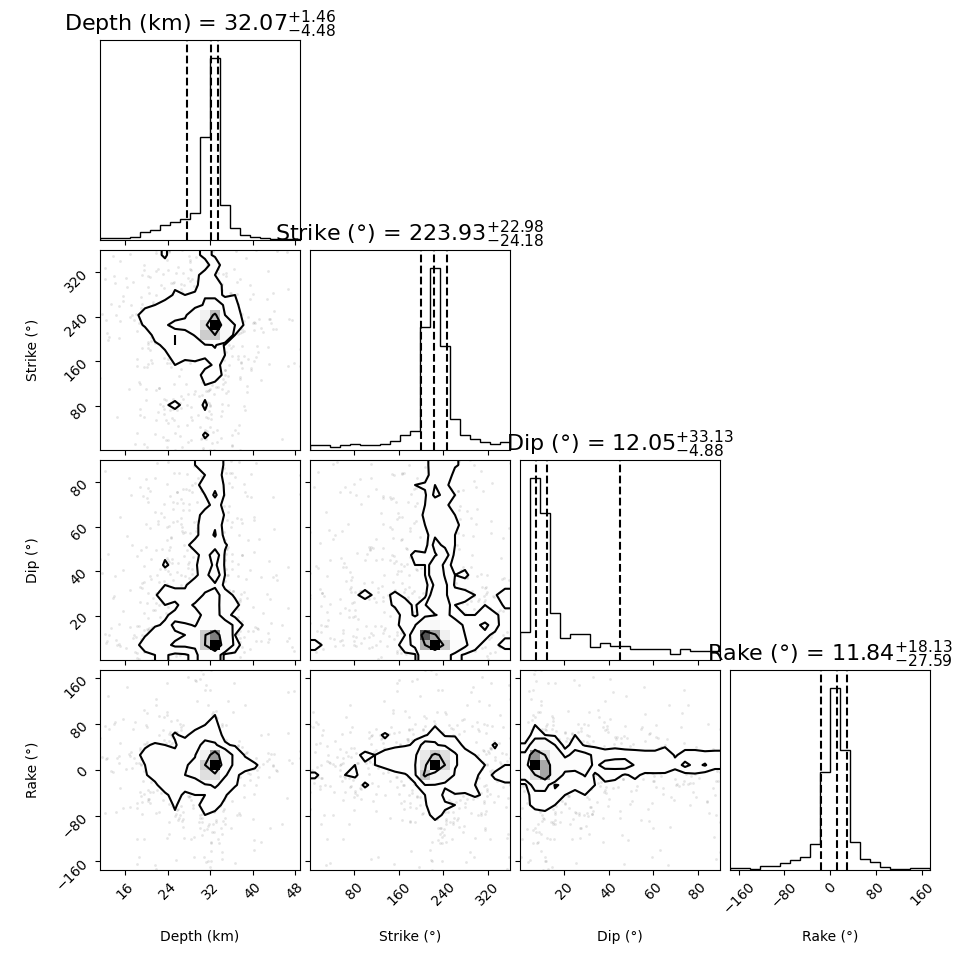 Depth (km) = 32.07+1.46 −4.48
Strike (°) = 223.93+22.98 −24.18
320
240
160
80
Strike (°)
Dip (°) = 12.05+33.13 −4.88
80
60
40
20
Dip (°)
Rake (°) = 11.84+18.13 −27.59
160
80
0
−80
−160
Rake (°)
16 24 32 40 48
80 160 240 320
20 40 60 80
−160 −80 0 80 160
Depth (km) Strike (°) Dip (°) Rake (°)